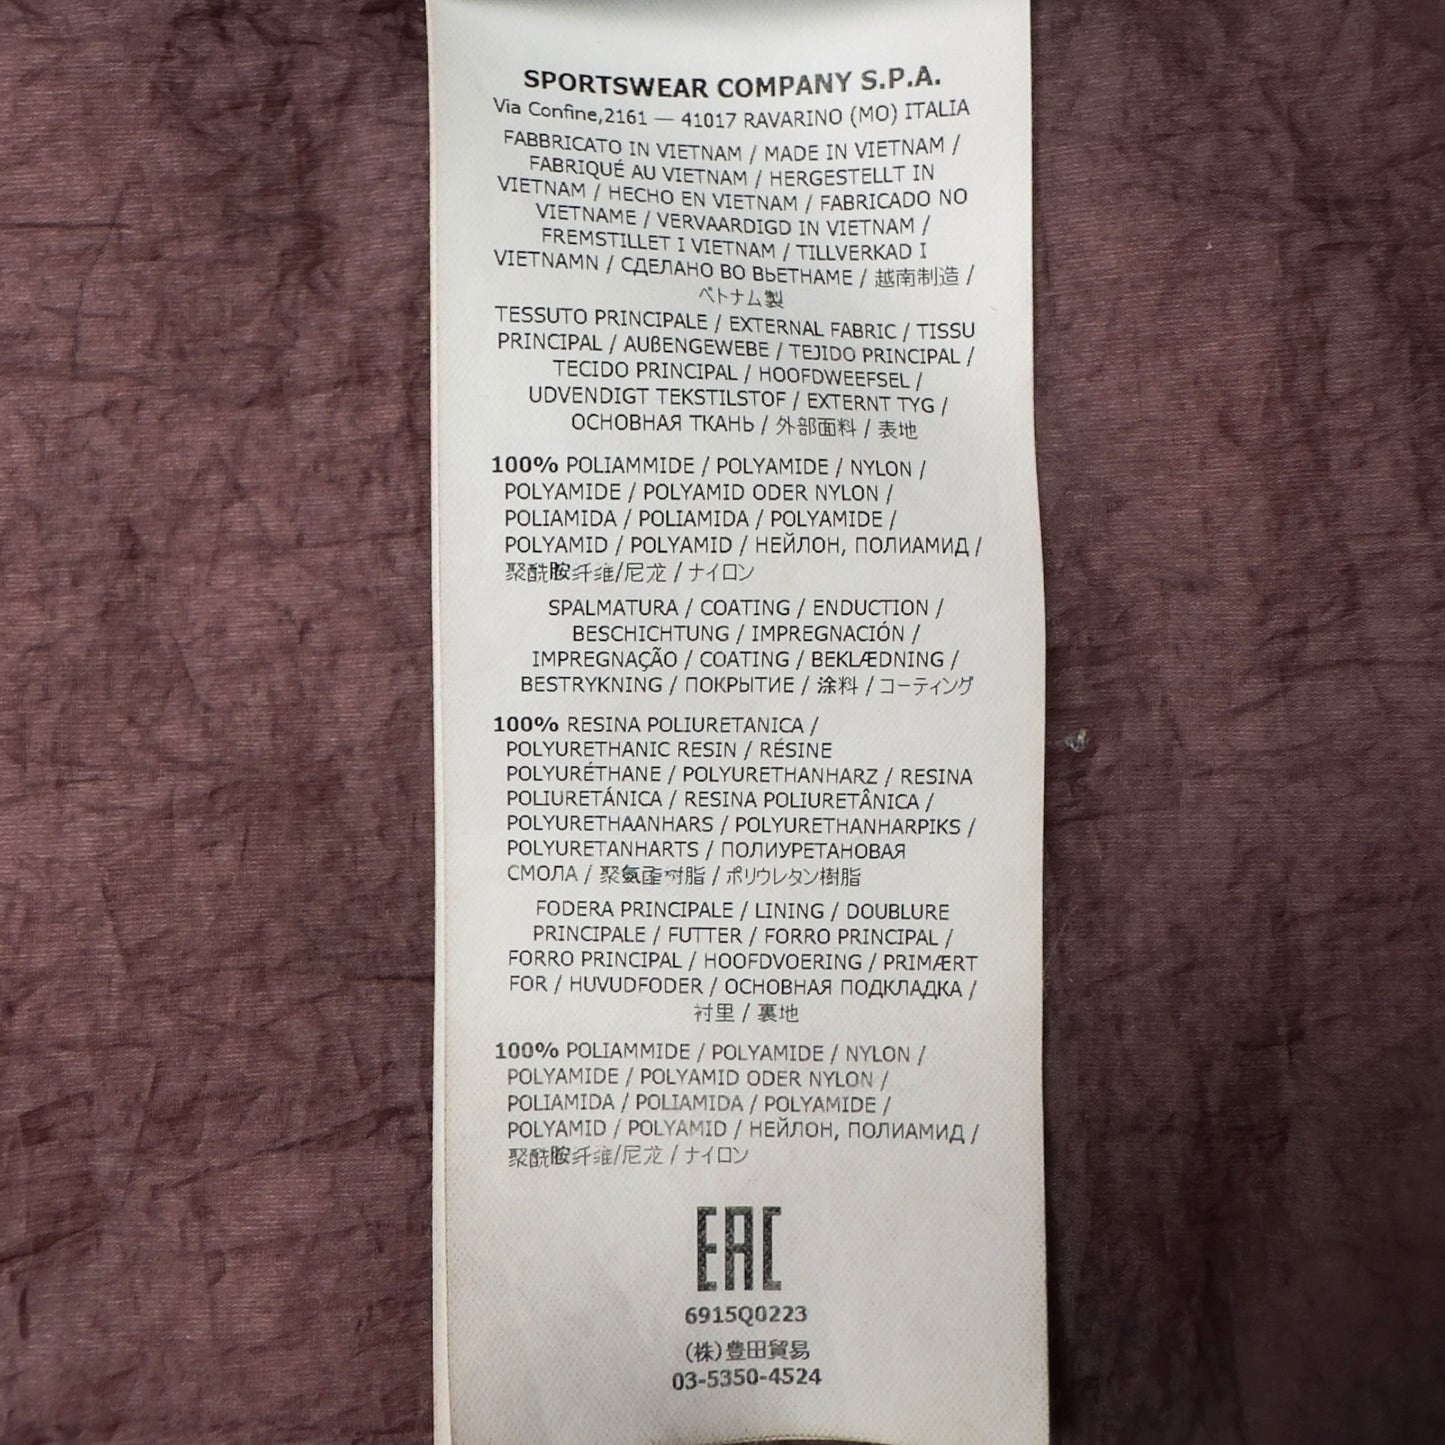 SPORTSWEAR COMPANY S.P.A.
Via Confine,2161 — 41017 RAVARINO (MO) ITALIA
FABBRICATO IN VIETNAM / MADE IN VIETNAM /
FABRIQUÉ AU VIETNAM / HERGESTELLT IN
VIETNAM / HECHO EN VIETNAM / FABRICADO NO
VIETNAME / VERVAARDIGD IN VIETNAM /
FREMSTILLET I VIETNAM / TILLVERKAD I
VIETNAMN / СДЕЛАНО ВО ВЬЕТНАМЕ / 越南制造 /
ベトナム製
TESSUTO PRINCIPALE / EXTERNAL FABRIC / TISSU
PRINCIPAL / AUßENGEWEBE / TEJIDO PRINCIPAL /
TECIDO PRINCIPAL / HOOFDWEEFSEL /
UDVENDIGT TEKSTILSTOF / EXTERNT TYG /
ОСНОВНАЯ ТКАНЬ / 外部面料 / 表地
100% POLIAMMIDE / POLYAMIDE / NYLON /
POLYAMIDE / POLYAMID ODER NYLON /
POLIAMIDA / POLIAMIDA / POLYAMIDE /
POLYAMID / POLYAMID / НЕЙЛОН, ПОЛИАМИД /
聚酰胺纤维/尼龙 / ナイロン
SPALMATURA / COATING / ENDUCTION /
BESCHICHTUNG / IMPREGNACIÓN /
IMPREGNAÇÃO / COATING / BEKLÆDNING /
BESTRYKNING / ПОКРЫТИЕ / 涂料 / コーティング
100% RESINA POLIURETANICA /
POLYURETHANIC RESIN / RÉSINE
POLYURÉTHANE / POLYURETHANHARZ / RESINA
POLIURETÁNICA / RESINA POLIURETÂNICA /
POLYURETHAANHARS / POLYURETHANHARPIKS /
POLYURETANHARTS / ПОЛИУРЕТАНОВАЯ
СМОЛА / 聚氨酯树脂 / ポリウレタン樹脂
FODERA PRINCIPALE / LINING / DOUBLURE
PRINCIPALE / FUTTER / FORRO PRINCIPAL /
FORRO PRINCIPAL / HOOFDVOERING / PRIMÆRT
FOR / HUVUDFODER / ОСНОВНАЯ ПОДКЛАДКА /
衬里 / 裏地
100% POLIAMMIDE / POLYAMIDE / NYLON /
POLYAMIDE / POLYAMID ODER NYLON /
POLIAMIDA / POLIAMIDA / POLYAMIDE /
POLYAMID / POLYAMID / НЕЙЛОН, ПОЛИАМИД /
聚酰胺纤维/尼龙 / ナイロン
EAC
6915Q0223
(株)豊田貿易
03-5350-4524